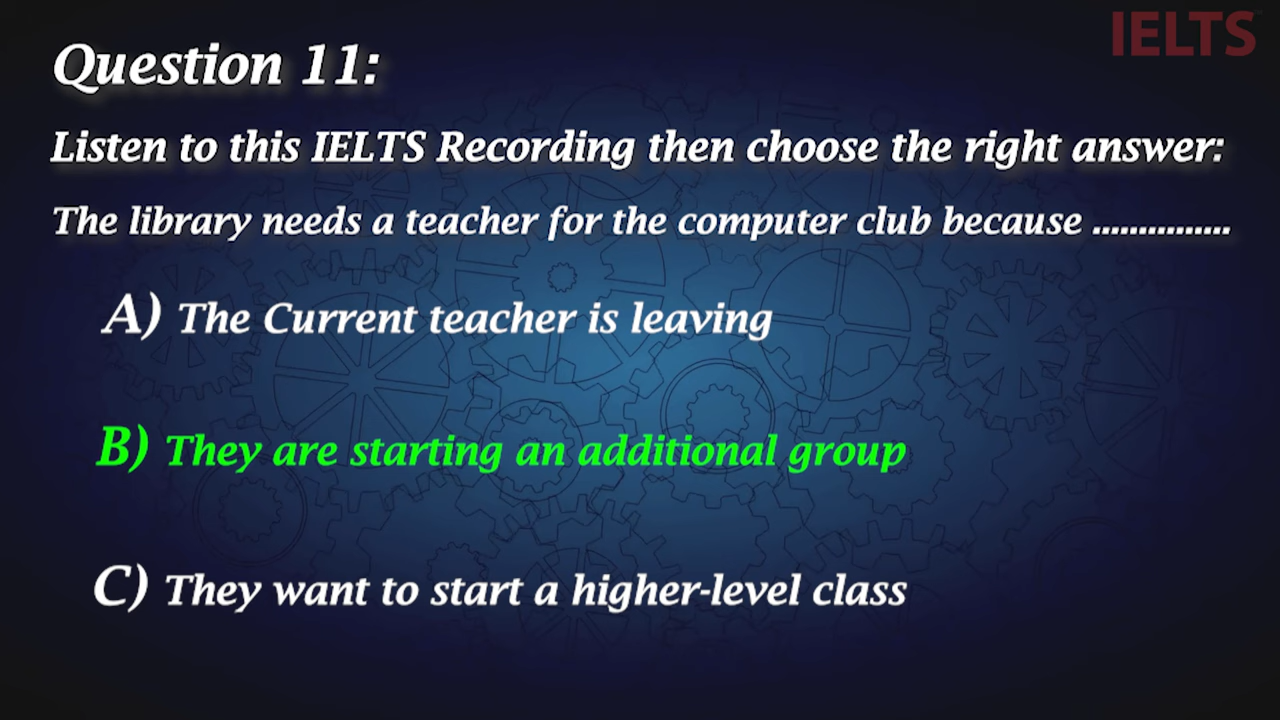 IELTS
Question 11:
Listen to this IELTS Recording then choose the right answer:
The library needs a teacher for the computer club because ...............
A) The Current teacher is leaving
B) They are starting an additional group
C) They want to start a higher-level class